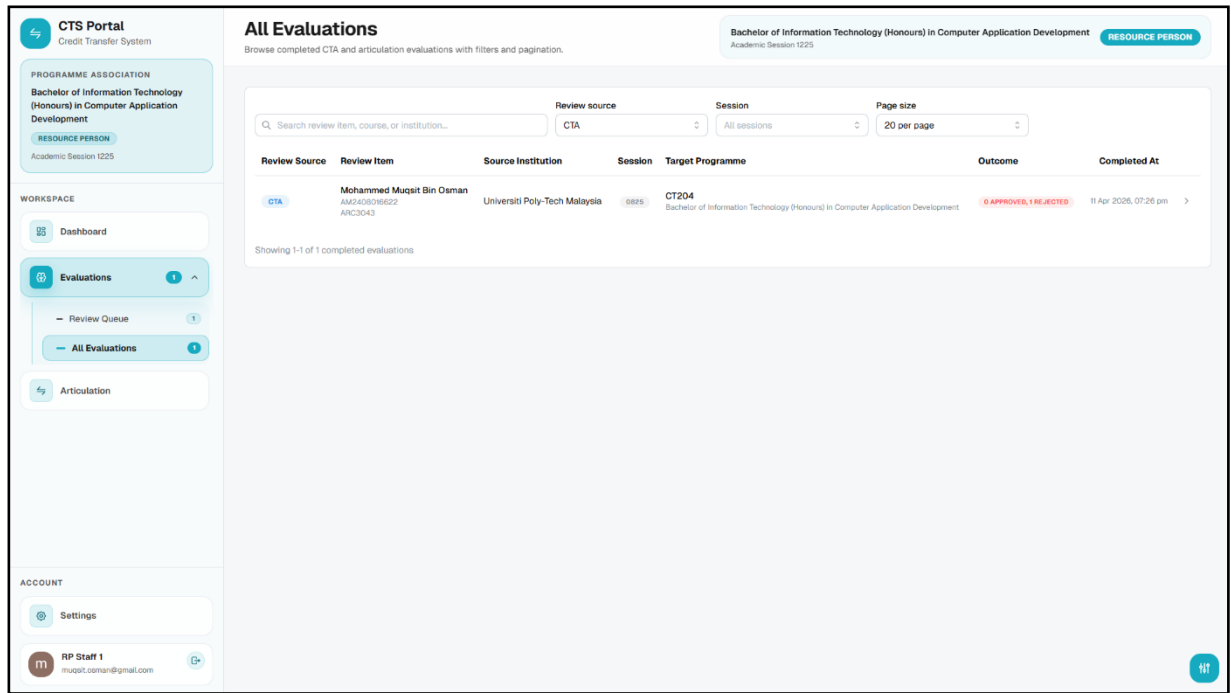 CTS Portal
Credit Transfer System
PROGRAMME ASSOCIATION
Bachelor of Information Technology
(Honours) in Computer Application
Development
RESOURCE PERSON
Academic Session 1225
WORKSPACE
Dashboard
Evaluations 1
Review Queue 1
All Evaluations 1
Articulation
ACCOUNT
Settings
m
RP Staff 1
muqsit.osman@gmail.com
All Evaluations
Browse completed CTA and articulation evaluations with filters and pagination.
Bachelor of Information Technology (Honours) in Computer Application Development
Academic Session 1225
RESOURCE PERSON
Review source Session Page size
Search review item, course, or institution... CTA All sessions 20 per page
Review Source Review Item Source Institution Session Target Programme Outcome Completed At
CTA Mohammed Muqsit Bin Osman Universiti Poly-Tech Malaysia 0825 CT204 0 APPROVED, 1 REJECTED 11 Apr 2026, 07:26 pm
AM2408016622 Bachelor of Information Technology (Honours) in Computer Application Development
ARC3043
Showing 1-1 of 1 completed evaluations